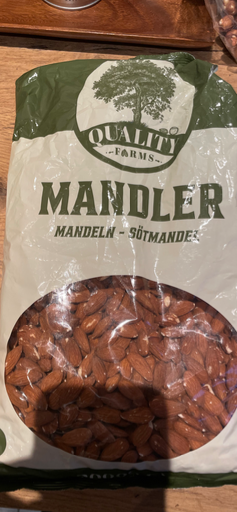 QUALITY
FARMS
MANDLER
MANDELN - SÖTMANDEL